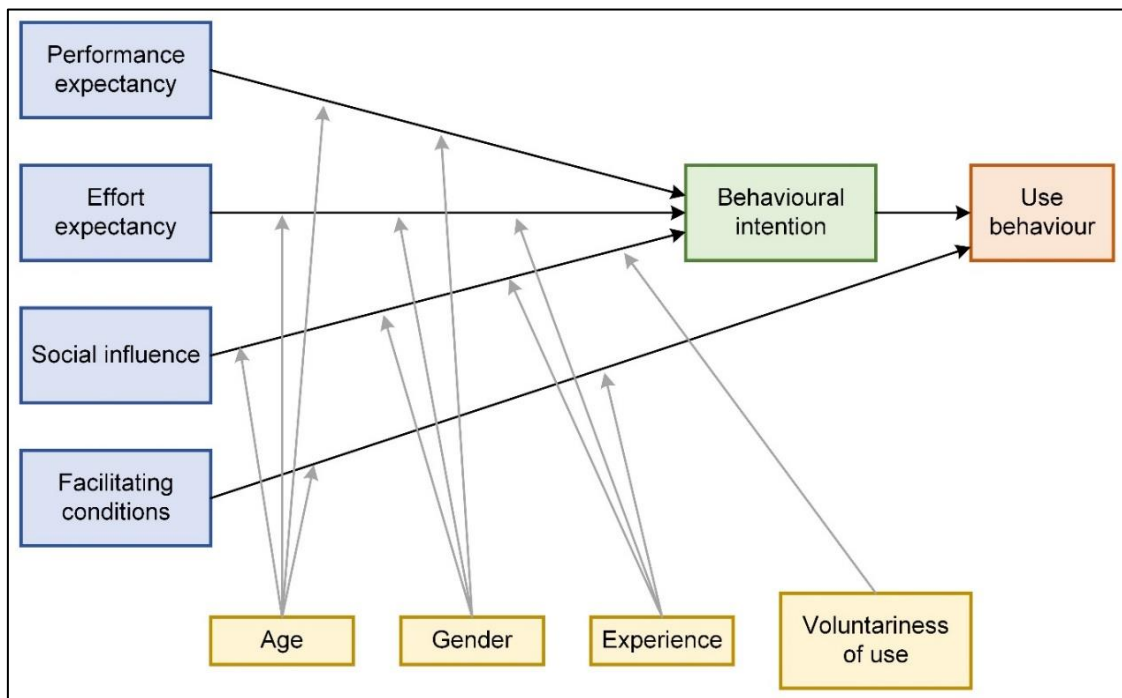 Performance
expectancy
Effort
expectancy
Behavioural
intention
Use
behaviour
Social influence
Facilitating
conditions
Age
Gender
Experience
Voluntariness
of use